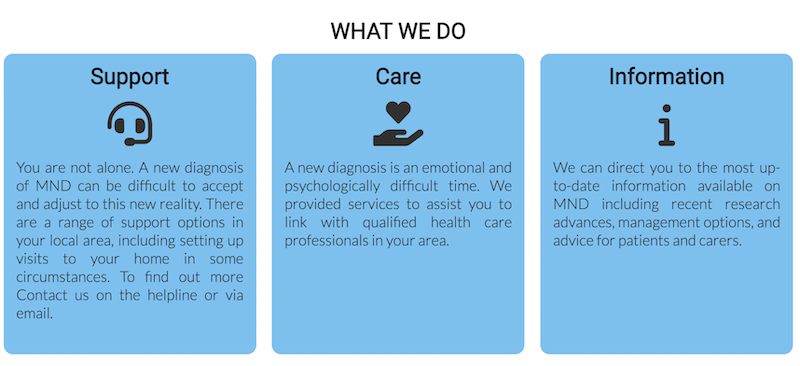 WHAT WE DO
Support
You are not alone. A new diagnosis
of MND can be difficult to accept
and adjust to this new reality. There
are a range of support options in
your local area, including setting up
visits to your home in some
circumstances. To find out more
Contact us on the helpline or via
email.
Care
A new diagnosis is an emotional and
psychologically difficult time. We
provided services to assist you to
link with qualified health care
professionals in your area.
Information
We can direct you to the most up-
to-date information available on
MND including recent research
advances, management options, and
advice for patients and carers.